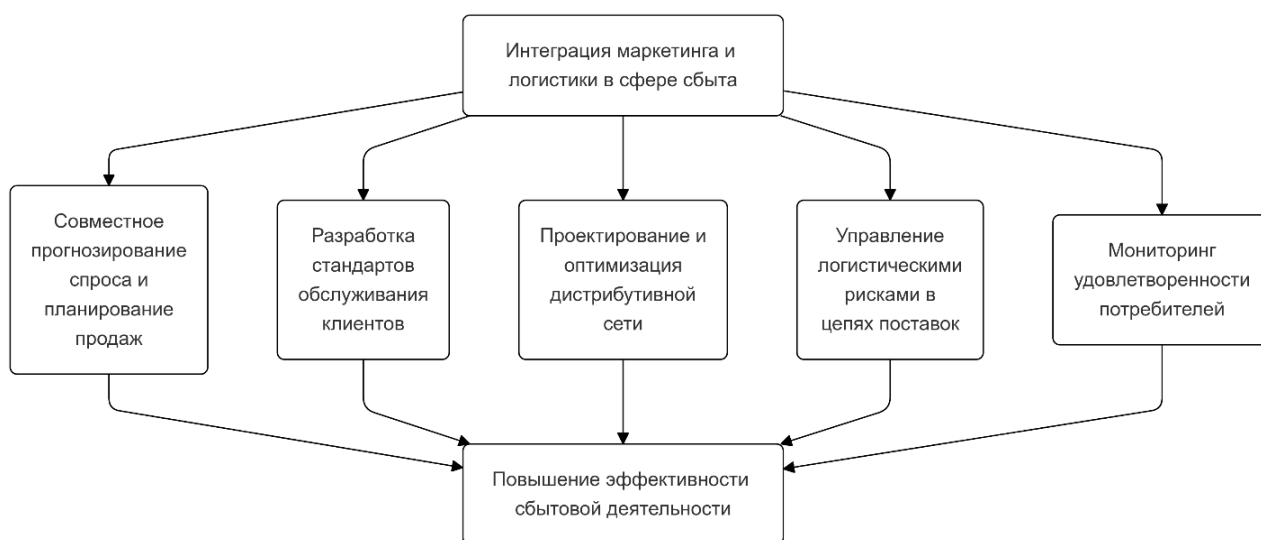 Интеграция маркетинга и
логистики в сфере сбыта
Совместное
прогнозирование
спроса и
планирование
продаж
Разработка
стандартов
обслуживания
клиентов
Проектирование и
оптимизация
дистрибутивной
сети
Управление
логистическими
рисками в
цепях поставок
Мониторинг
удовлетворенности
потребителей
Повышение эффективности
сбытовой деятельности